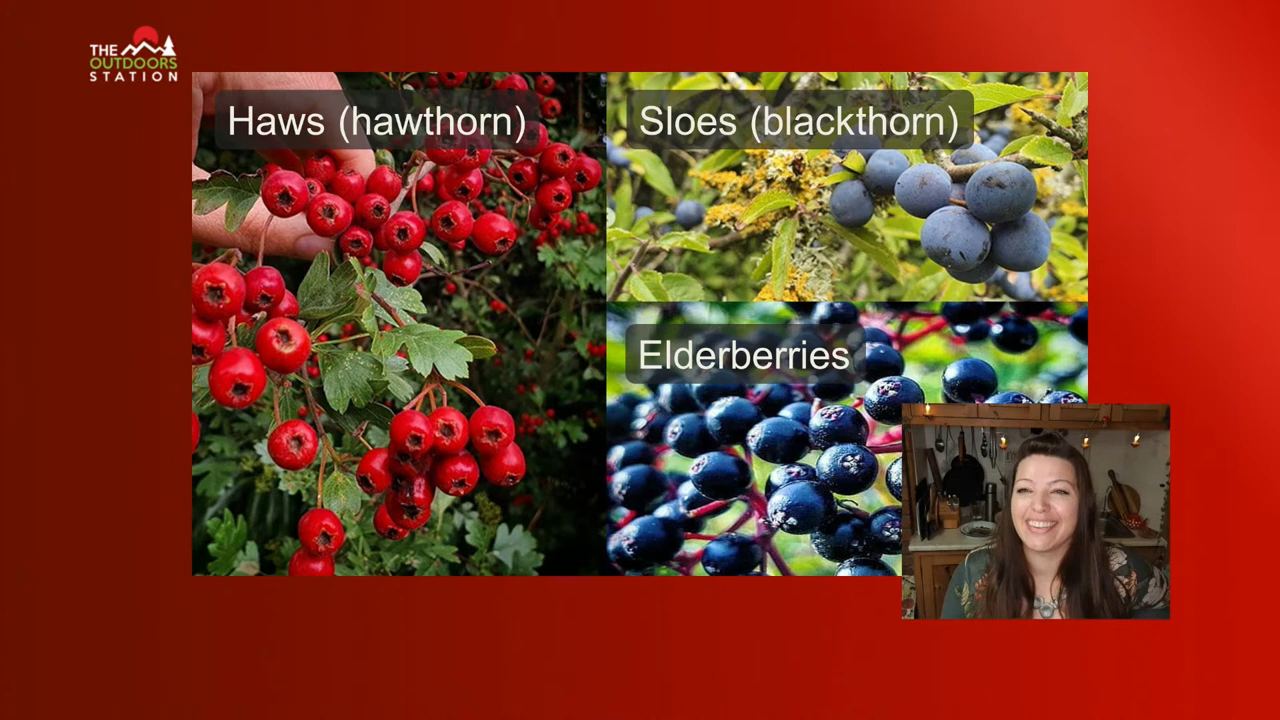 THE
OUTDOORS
STATION
Haws (hawthorn)
Sloes (blackthorn)
Elderberries